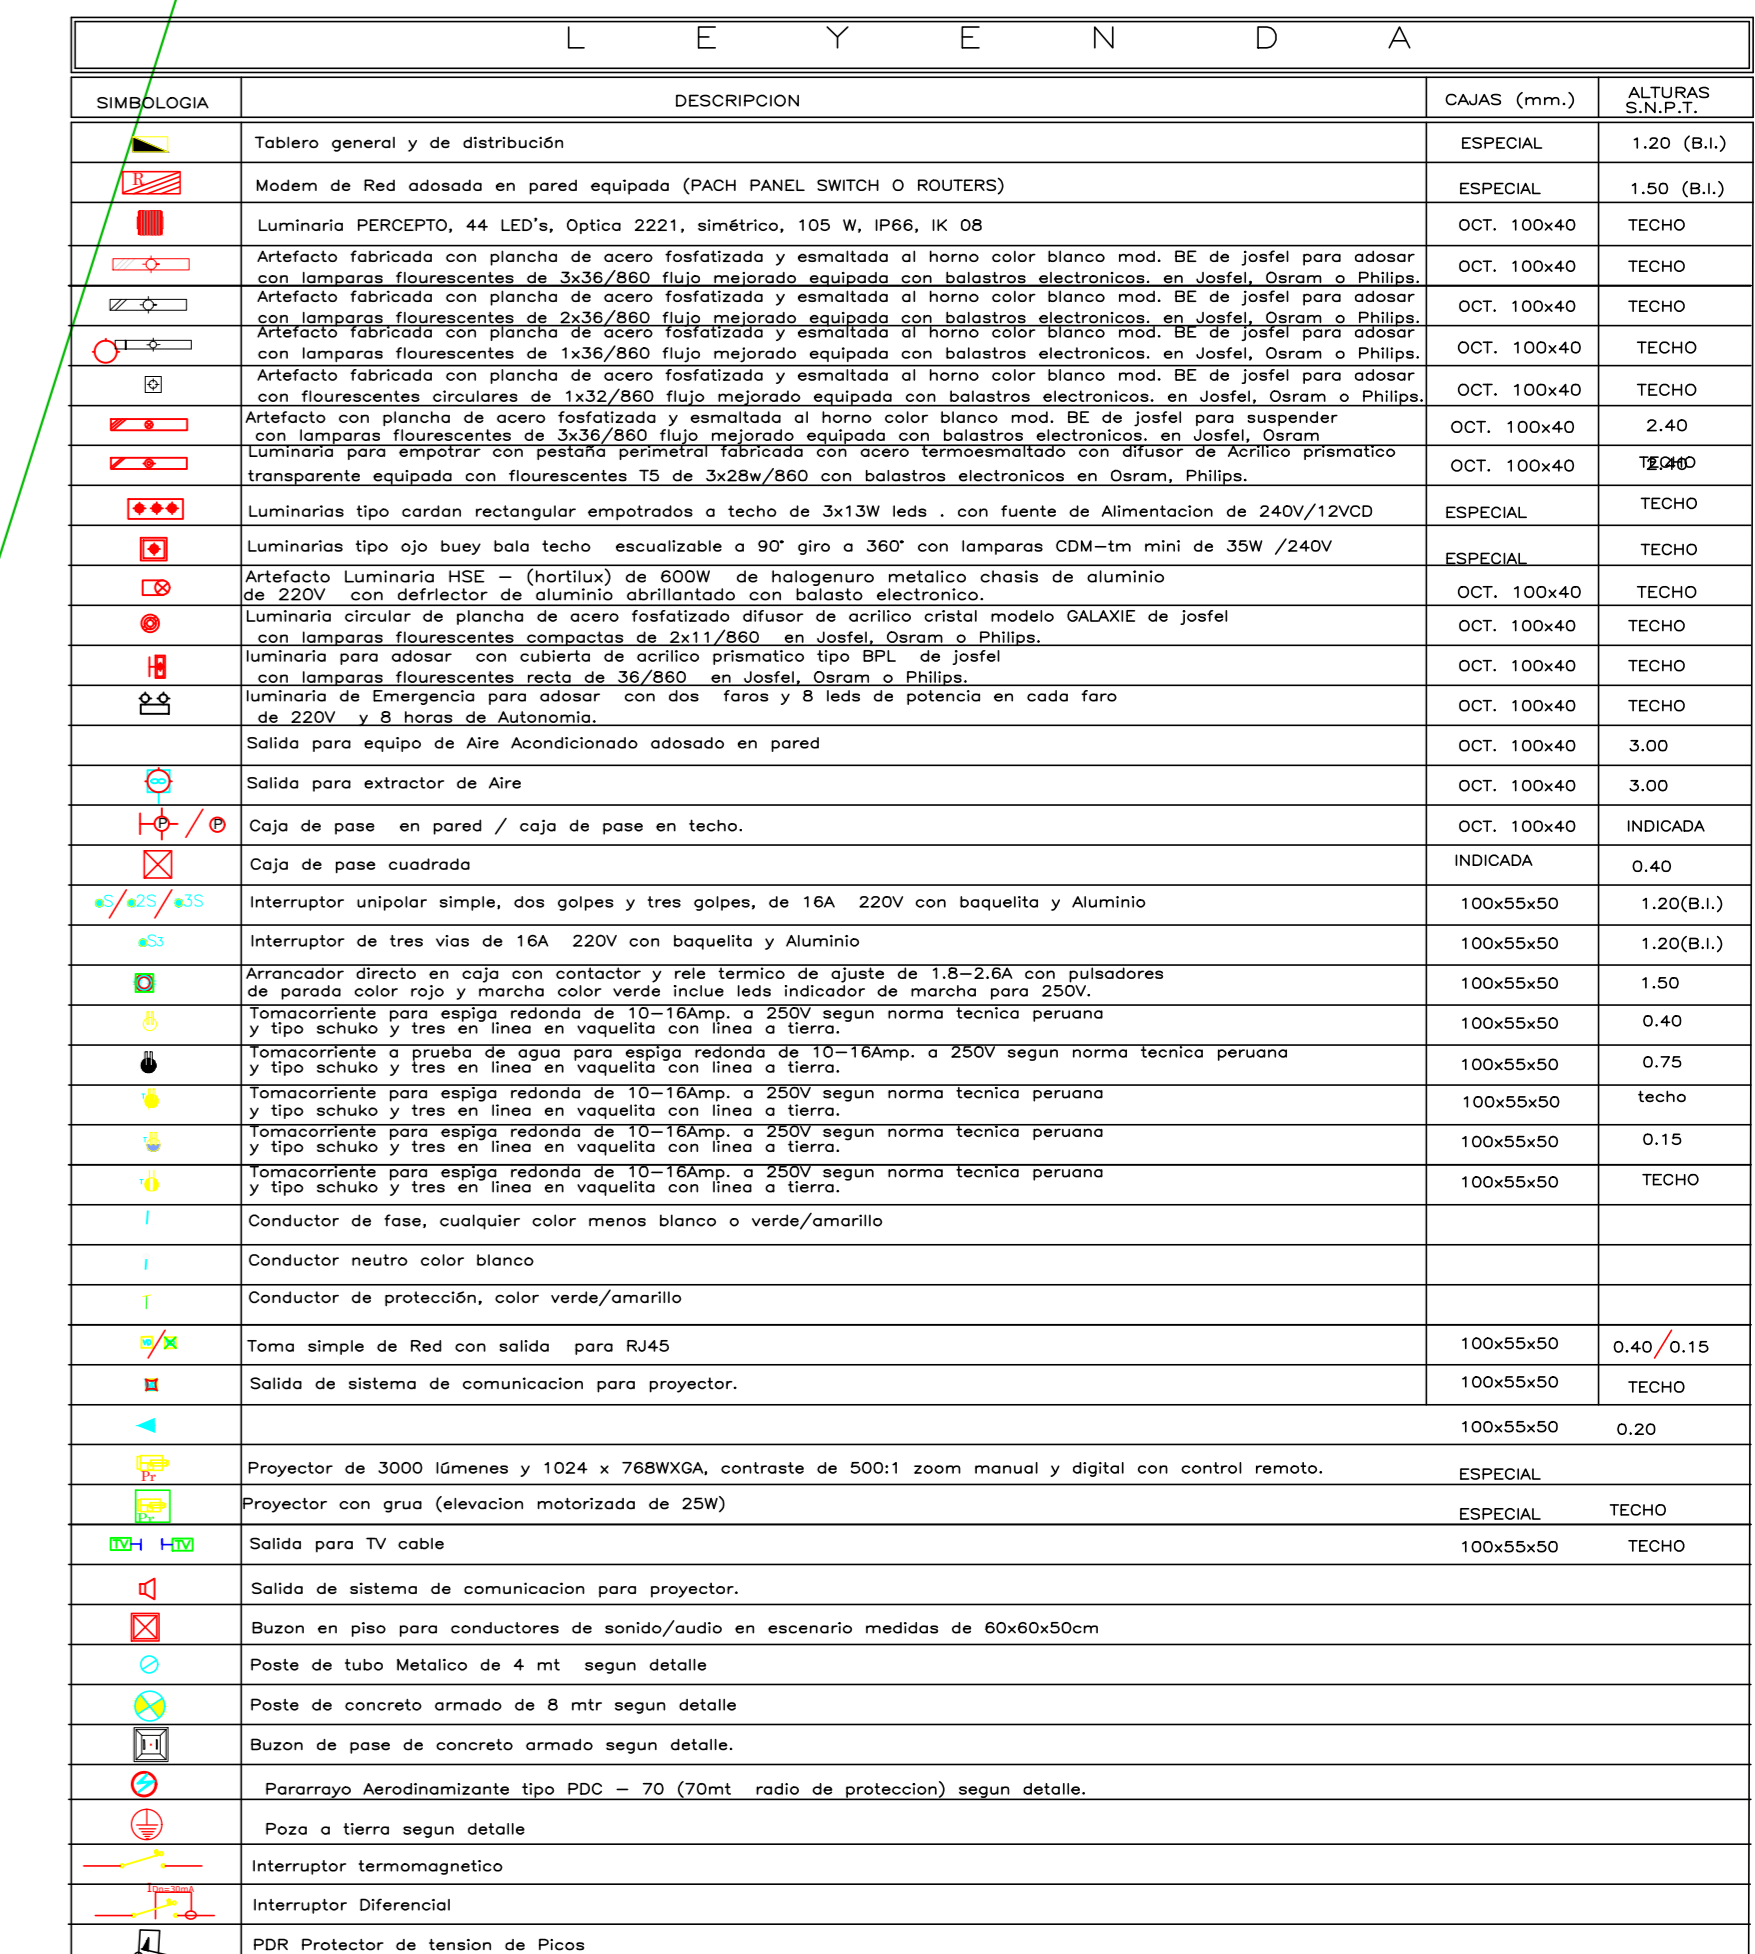 L E Y E N D A
SIMBOLOGIA DESCRIPCION CAJAS (mm.) ALTURAS
S.N.P.T.
Tablero general y de distribución ESPECIAL 1.20 (B.I.)
R Modem de Red adosada en pared equipada (PACH PANEL SWITCH O ROUTERS) ESPECIAL 1.50 (B.I.)
Luminaria PERCEPTO, 44 LED's, Optica 2221, simétrico, 105 W, IP66, IK 08 OCT. 100x40 TECHO
Artefacto fabricada con plancha de acero fosfatizada y esmaltada al horno color blanco mod. BE de josfel para adosar
con lamparas flourescentes de 3x36/860 flujo mejorado equipada con balastros electronicos. en Josfel, Osram o Philips. OCT. 100x40 TECHO
Artefacto fabricada con plancha de acero fosfatizada y esmaltada al horno color blanco mod. BE de josfel para adosar
con lamparas flourescentes de 2x36/860 flujo mejorado equipada con balastros electronicos. en Josfel, Osram o Philips. OCT. 100x40 TECHO
Artefacto fabricada con plancha de acero fosfatizada y esmaltada al horno color blanco mod. BE de josfel para adosar
con lamparas flourescentes de 1x36/860 flujo mejorado equipada con balastros electronicos. en Josfel, Osram o Philips. OCT. 100x40 TECHO
Artefacto fabricada con plancha de acero fosfatizada y esmaltada al horno color blanco mod. BE de josfel para adosar
con flourescentes circulares de 1x32/860 flujo mejorado equipada con balastros electronicos. en Josfel, Osram o Philips. OCT. 100x40 TECHO
Artefacto con plancha de acero fosfatizada y esmaltada al horno color blanco mod. BE de josfel para suspender
con lamparas flourescentes de 3x36/860 flujo mejorado equipada con balastros electronicos. en Josfel, Osram OCT. 100x40 2.40
Luminaria para empotrar con pestaña perimetral fabricada con acero termoesmaltado con difusor de Acrilico prismatico
transparente equipada con flourescentes T5 de 3x28w/860 con balastros electronicos en Osram, Philips. OCT. 100x40 TECHO 2.40
Luminarias tipo cardan rectangular empotrados a techo de 3x13W leds . con fuente de Alimentacion de 240V/12VCD ESPECIAL TECHO
Luminarias tipo ojo buey bala techo escualizable a 90° giro a 360° con lamparas CDM-tm mini de 35W /240V ESPECIAL TECHO
Artefacto Luminaria HSE - (hortilux) de 600W de halogenuro metalico chasis de aluminio
de 220V con defrlector de aluminio abrillantado con balasto electronico. OCT. 100x40 TECHO
Luminaria circular de plancha de acero fosfatizado difusor de acrilico cristal modelo GALAXIE de josfel
con lamparas flourescentes compactas de 2x11/860 en Josfel, Osram o Philips. OCT. 100x40 TECHO
luminaria para adosar con cubierta de acrilico prismatico tipo BPL de josfel
con lamparas flourescentes recta de 36/860 en Josfel, Osram o Philips. OCT. 100x40 TECHO
luminaria de Emergencia para adosar con dos faros y 8 leds de potencia en cada faro
de 220V y 8 horas de Autonomia. OCT. 100x40 TECHO
Salida para equipo de Aire Acondicionado adosado en pared OCT. 100x40 3.00
Salida para extractor de Aire OCT. 100x40 3.00
P / P Caja de pase en pared / caja de pase en techo. OCT. 100x40 INDICADA
Caja de pase cuadrada INDICADA 0.40
S/ 2S/ 3S Interruptor unipolar simple, dos golpes y tres golpes, de 16A 220V con baquelita y Aluminio 100x55x50 1.20(B.I.)
S3 Interruptor de tres vias de 16A 220V con baquelita y Aluminio 100x55x50 1.20(B.I.)
Arrancador directo en caja con contactor y rele termico de ajuste de 1.8-2.6A con pulsadores
de parada color rojo y marcha color verde inclue leds indicador de marcha para 250V. 100x55x50 1.50
Tomacorriente para espiga redonda de 10-16Amp. a 250V segun norma tecnica peruana
y tipo schuko y tres en linea en vaquelita con linea a tierra. 100x55x50 0.40
Tomacorriente a prueba de agua para espiga redonda de 10-16Amp. a 250V segun norma tecnica peruana
y tipo schuko y tres en linea en vaquelita con linea a tierra. 100x55x50 0.75
Tomacorriente para espiga redonda de 10-16Amp. a 250V segun norma tecnica peruana
y tipo schuko y tres en linea en vaquelita con linea a tierra. 100x55x50 techo
Tomacorriente para espiga redonda de 10-16Amp. a 250V segun norma tecnica peruana
y tipo schuko y tres en linea en vaquelita con linea a tierra. 100x55x50 0.15
Tomacorriente para espiga redonda de 10-16Amp. a 250V segun norma tecnica peruana
T y tipo schuko y tres en linea en vaquelita con linea a tierra. 100x55x50 TECHO
Conductor de fase, cualquier color menos blanco o verde/amarillo
Conductor neutro color blanco
Conductor de protección, color verde/amarillo
Toma simple de Red con salida para RJ45 100x55x50 0.40/0.15
Salida de sistema de comunicacion para proyector. 100x55x50 TECHO
100x55x50 0.20
Pr Proyector de 3000 lúmenes y 1024 x 768WXGA, contraste de 500:1 zoom manual y digital con control remoto. ESPECIAL
Pr Proyector con grua (elevacion motorizada de 25W) ESPECIAL TECHO
TV TV Salida para TV cable 100x55x50 TECHO
Salida de sistema de comunicacion para proyector.
Buzon en piso para conductores de sonido/audio en escenario medidas de 60x60x50cm
Poste de tubo Metalico de 4 mt segun detalle
Poste de concreto armado de 8 mtr segun detalle
Buzon de pase de concreto armado segun detalle.
Pararrayo Aerodinamizante tipo PDC - 70 (70mt radio de proteccion) segun detalle.
Poza a tierra segun detalle
Interruptor termomagnetico
IDn=30mA
Interruptor Diferencial
PDR Protector de tension de Picos